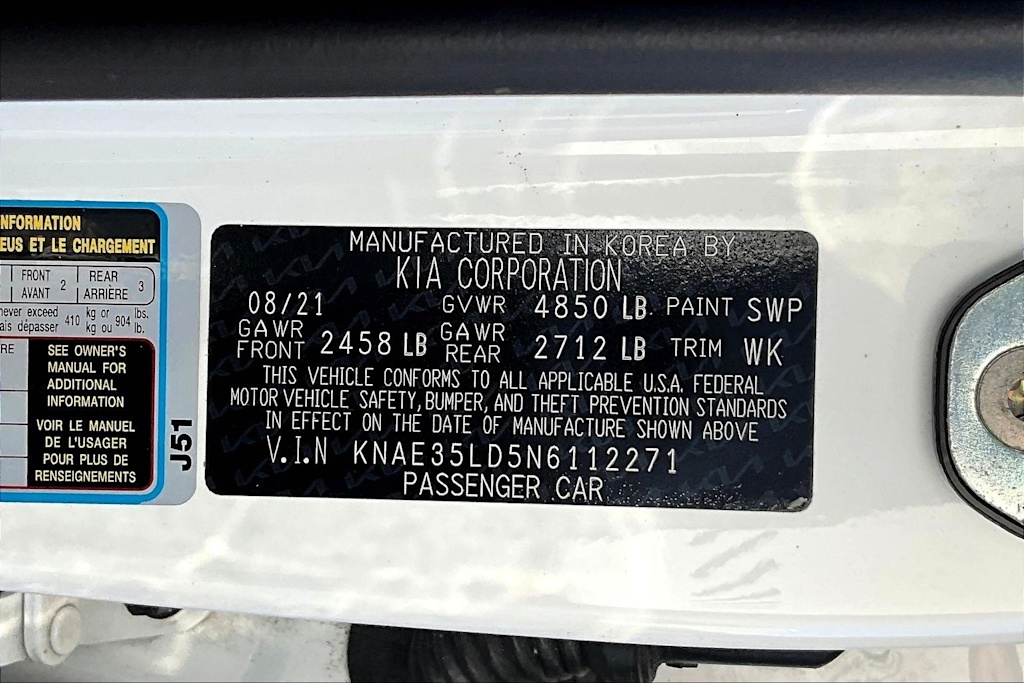 NFORMATION
EUS ET LE CHARGEMENT
FRONT 2 REAR 3
AVANT ARRIÈRE
never exceed 410 kg or 904 lbs.
ais dépasser kg ou lb.
RE
SEE OWNER'S
MANUAL FOR
ADDITIONAL
INFORMATION
VOIR LE MANUEL
DE L'USAGER
POUR PLUS DE
RENSEIGNEMENTS
J51
MANUFACTURED IN KOREA BY
KIA CORPORATION
08/21 GVWR 4850 LB. PAINT SWP
GAWR FRONT 2458 LB GAWR REAR 2712 LB TRIM WK
THIS VEHICLE CONFORMS TO ALL APPLICABLE U.S.A. FEDERAL
MOTOR VEHICLE SAFETY, BUMPER, AND THEFT PREVENTION STANDARDS
IN EFFECT ON THE DATE OF MANUFACTURE SHOWN ABOVE
V.I.N KNAE35LD5N6112271
PASSENGER CAR